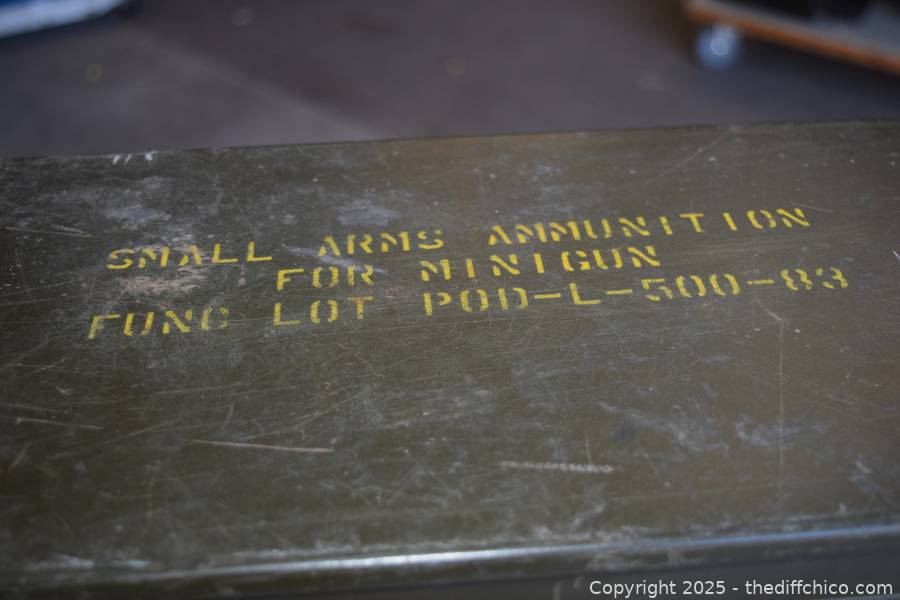 SMALL ARMS AMMUNITION
FOR MINIGUN
FUNC LOT POD-L-500-83
Copyright 2025 - thediffchico.com